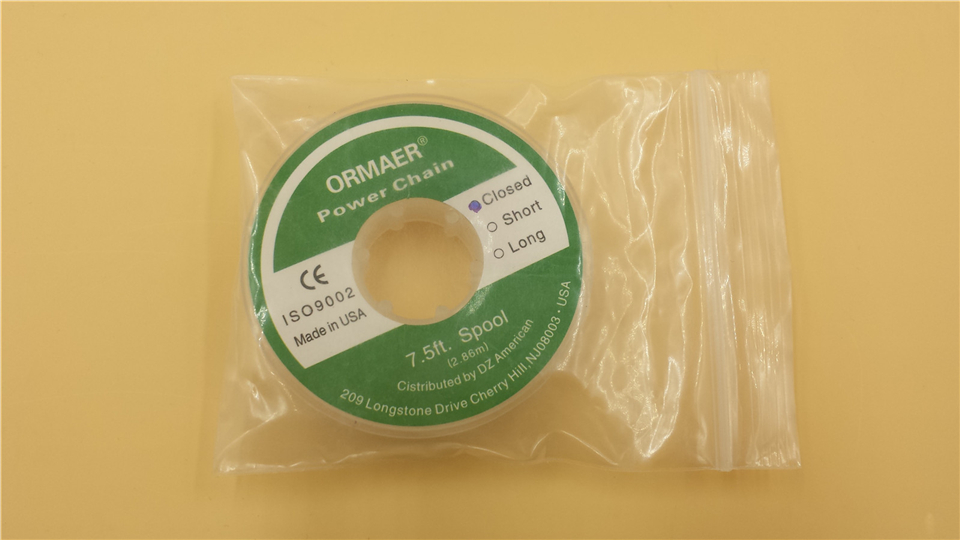 ORMAER®
Power Chain
Closed
Short
Long
CE
ISO9002
Made in USA
7.5ft. Spool
(2.86m)
Cistributed by DZ American
209 Longstone Drive Cherry Hill,NJ08003·USA